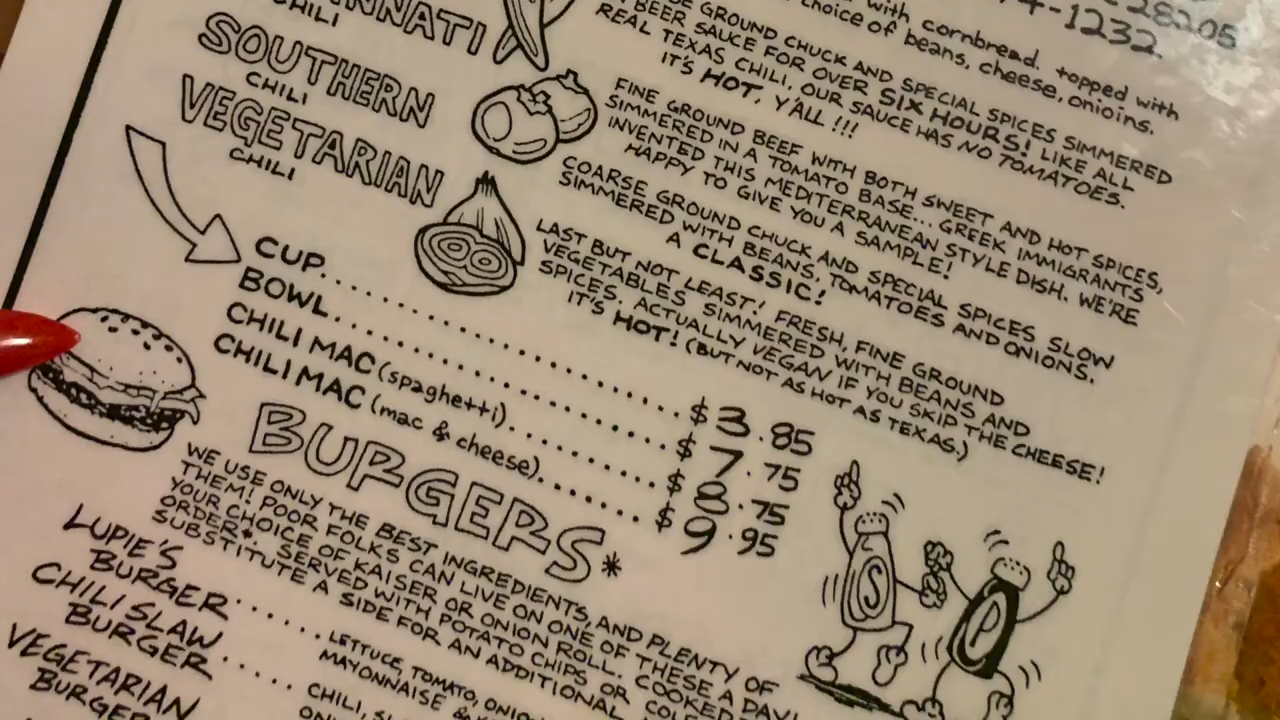 28205
4-1232.
with cornbread. topped with
choice of beans, cheese, onioins.
NNATI
CHILI
GROUND CHUCK AND SPECIAL SPICES SIMMERED
BEER SAUCE FOR OVER SIX HOURS! LIKE ALL
REAL TEXAS CHILI, OUR SAUCE HAS NO TOMATOES.
IT'S HOT, Y'ALL!!!
SOUTHERN
CHILI
FINE GROUND BEEF WITH BOTH SWEET AND HOT SPICES,
SIMMERED IN A TOMATO BASE... GREEK IMMIGRANTS
INVENTED THIS MEDITERRANEAN STYLE DISH. WE'RE
HAPPY TO GIVE YOU A SAMPLE!
VEGETARIAN
CHILI
COARSE GROUND CHUCK AND SPECIAL SPICES SLOW
SIMMERED WITH BEANS, TOMATOES AND ONIONS.
A CLASSIC!
LAST BUT NOT LEAST! FRESH, FINE GROUND
VEGETABLES SIMMERED WITH BEANS AND
SPICES. ACTUALLY VEGAN IF YOU SKIP THE CHEESE!
IT'S HOT! (BUT NOT AS HOT AS TEXAS.)
CUP................ $3.85
BOWL................ $7.75
CHILI MAC (spaghetti)......... $8.75
CHILI MAC (mac & cheese)....... $9.95
BURGERS*
WE USE ONLY THE BEST INGREDIENTS, AND PLENTY OF
THEM! POOR FOLKS CAN LIVE ON ONE OF THESE A DAY!
YOUR CHOICE OF KAISER OR ONION ROLL. COOKED
ORDER*. SERVED WITH POTATO CHIPS OR COLE
SUBSTITUTE A SIDE FOR AN ADDITIONAL
S
P
LUPIE'S
BURGER......
LETTUCE, TOMATO, ONION
MAYONNAISE &
CHILI SLAW
BURGER.....
CHILI,
VEGETARIAN
BURGER